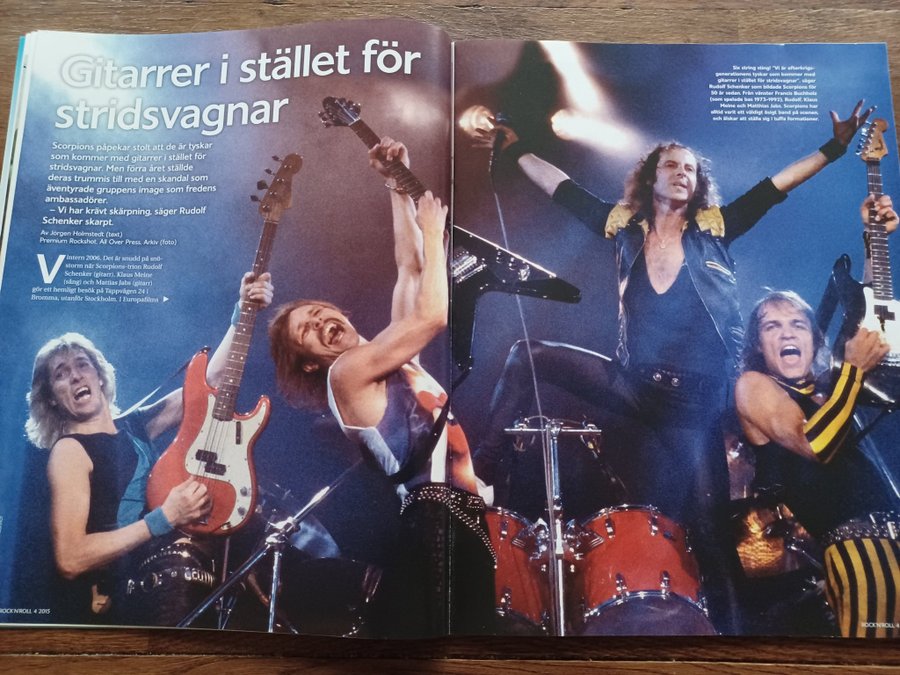 Gitarrer i stället för
stridsvagnar
Scorpions påpekar stolt att de är tyskar
som kommer med gitarrer i stället för
stridsvagnar. Men förra året ställde
deras trummis till med en skandal som
äventyrade gruppens image som fredens
ambassadörer.
– Vi har krävt skärpning, säger Rudolf
Schenker skarpt.
Av Jörgen Holmstedt (text)
Premium Rockshot, All Over Press, Arkiv (foto)
Vintern 2006. Det är snudd på snö-
storm när Scorpions-trion Rudolf
Schenker (gitarr), Klaus Meine
(sång) och Mattias Jabs (gitarr)
gör ett hemligt besök på Tappvägen 24 i
Bromma, utanför Stockholm. I Europafilms
ROCK'N'ROLL 4 2015
Six string sting! "Vi är efterkrigs-
generationens tyskar som kommer med
gitarrer i stället för stridsvagnar", säger
Rudolf Schenker som bildade Scorpions för
50 år sedan. Från vänster Francis Buchholz
(som spelade bas 1973–1992), Rudolf, Klaus
Meine och Matthias Jabs. Scorpions har
alltid varit ett väldigt livligt band på scenen,
och älskar att ställa sig i tuffa formationer.
ROCK'N'ROLL 4